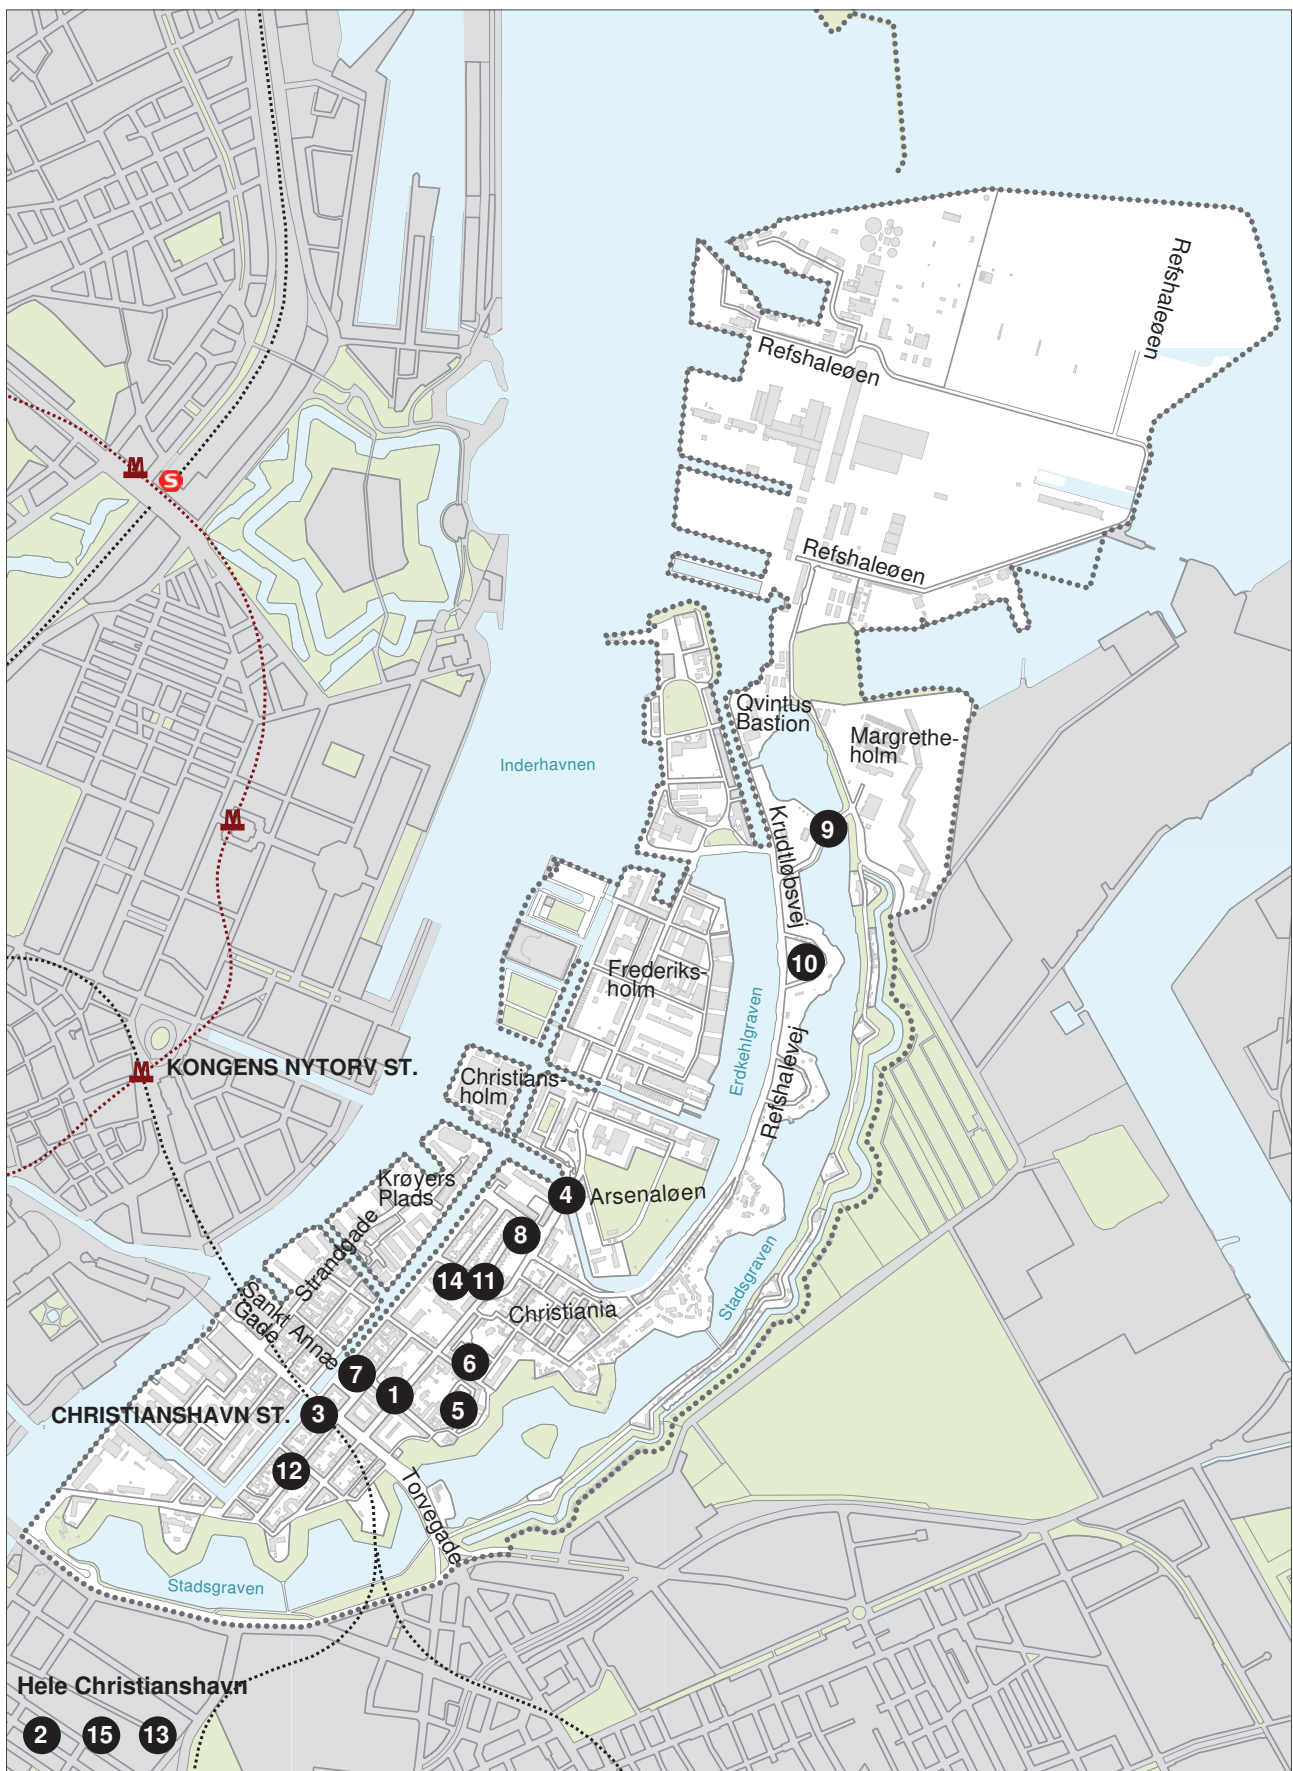 Refshaleøen
Refshaleøen
M
S
Refshaleøen
Qvintus
Bastion
Margrethe-
holm
Inderhavnen
M
9
Krudtløbsvej
10
Frederiks-
holm
Erdkehlgraven
Refshalevej
M
KONGENS NYTORV ST.
Christians-
holm
Krøyers
Plads
4
Arsenaløen
8
Strandgade
Stadsgraven
14
11
Christiania
Sankt Annæ
Gade
6
7
1
5
CHRISTIANSHAVN ST.
3
12
Torvegade
Stadsgraven
Hele Christianshavn
2
15
13